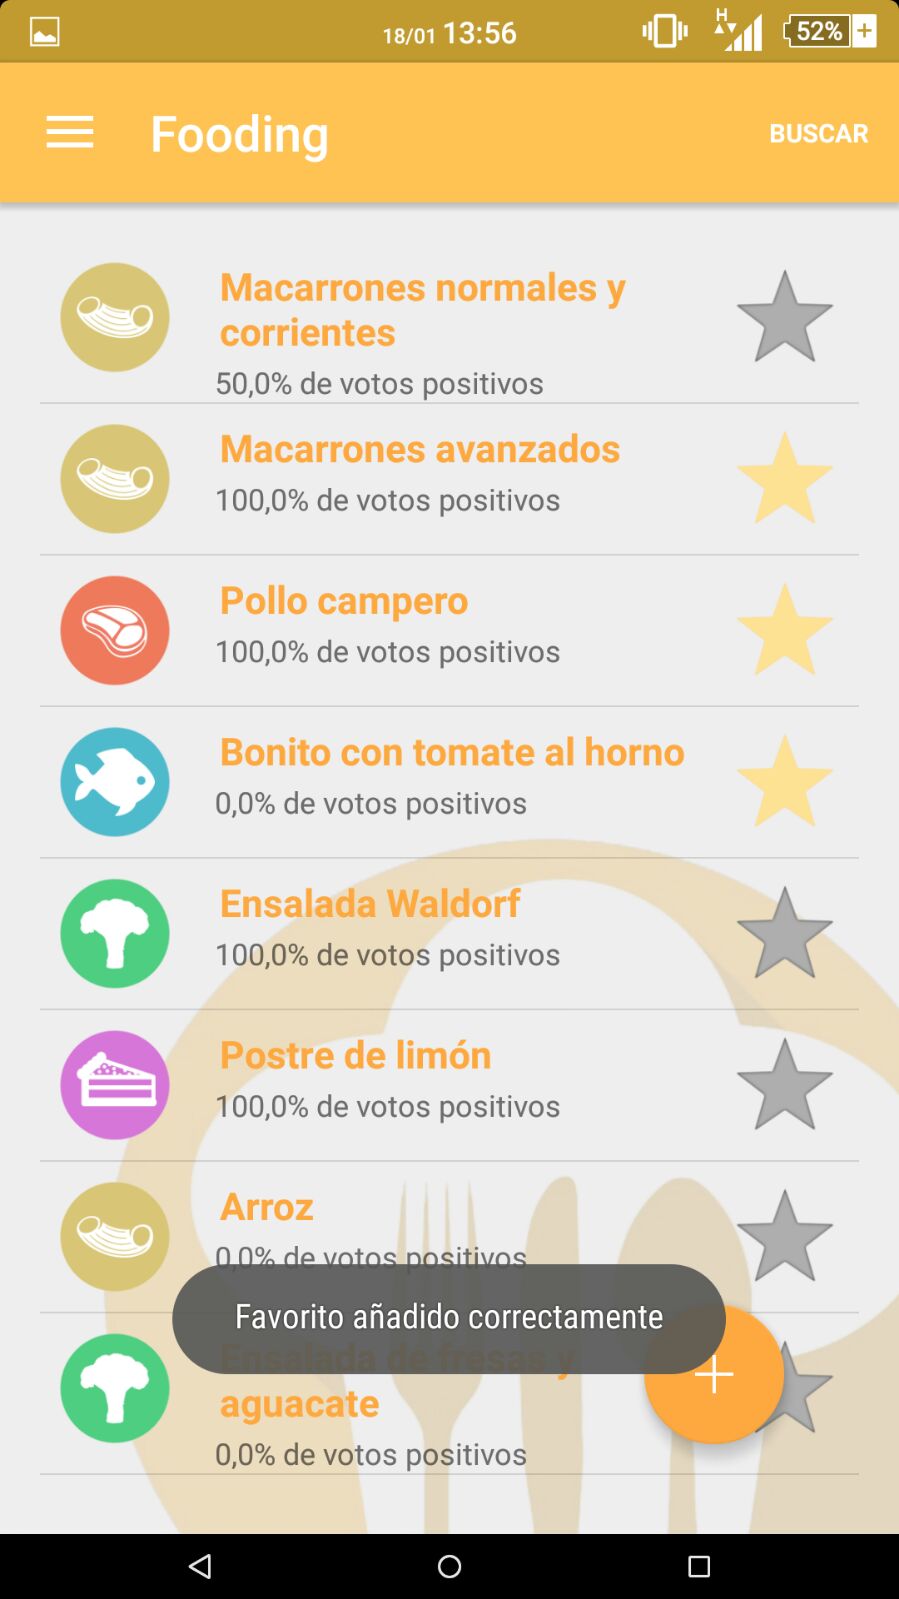 18/01 13:56
H
52%
Fooding
BUSCAR
Macarrones normales y
corrientes
50,0% de votos positivos
Macarrones avanzados
100,0% de votos positivos
Pollo campero
100,0% de votos positivos
Bonito con tomate al horno
0,0% de votos positivos
Ensalada Waldorf
100,0% de votos positivos
Postre de limón
100,0% de votos positivos
Arroz
0,0% de votos positivos
Favorito añadido correctamente
Ensalada de fresas y
aguacate
0,0% de votos positivos